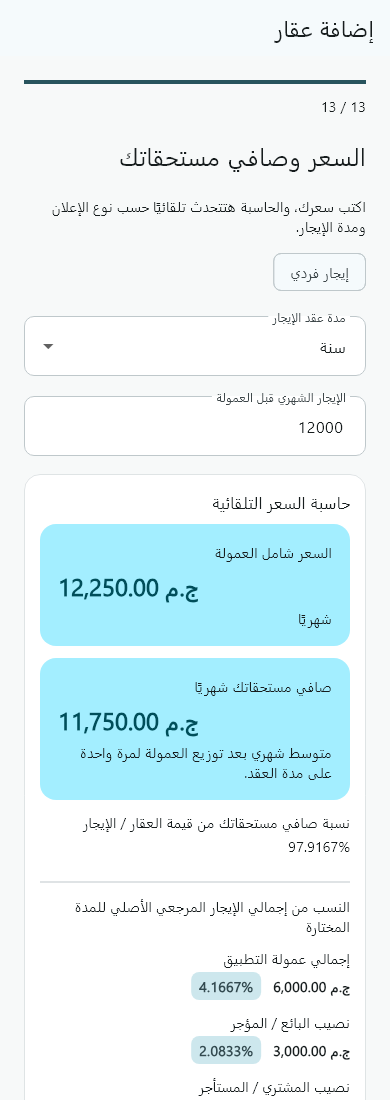 إضافة عقار
13 / 13
السعر وصافي مستحقاتك
اكتب سعرك، والحاسبة هتتحدث تلقائيًا حسب نوع الإعلان
ومدة الإيجار.
إيجار فردي
مدة عقد الإيجار
سنة
الإيجار الشهري قبل العمولة
12000
حاسبة السعر التلقائية
السعر شامل العمولة
12,250.00 ج.م
شهريًا
صافي مستحقاتك شهريًا
11,750.00 ج.م
متوسط شهري بعد توزيع العمولة لمرة واحدة
على مدة العقد.
نسبة صافي مستحقاتك من قيمة العقار / الإيجار
97.9167%
النسب من إجمالي الإيجار المرجعي الأصلي للمدة
المختارة
إجمالي عمولة التطبيق
6,000.00 ج.م 4.1667%
نصيب البائع / المؤجر
3,000.00 ج.م 2.0833%
نصيب المشتري / المستأجر